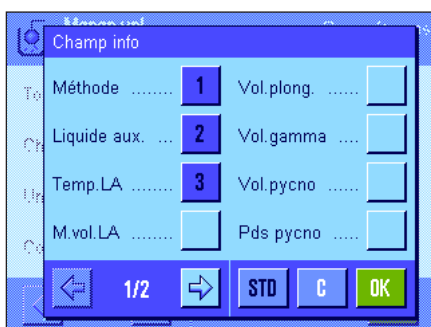 Champ info
Méthode ........ 1 Vol.plong. ......
Liquide aux. ... 2 Vol.gamma ....
Temp.LA ........ 3 Vol.pycno .....
M.vol.LA ........ Pds pycno .....
1/2 STD C OK